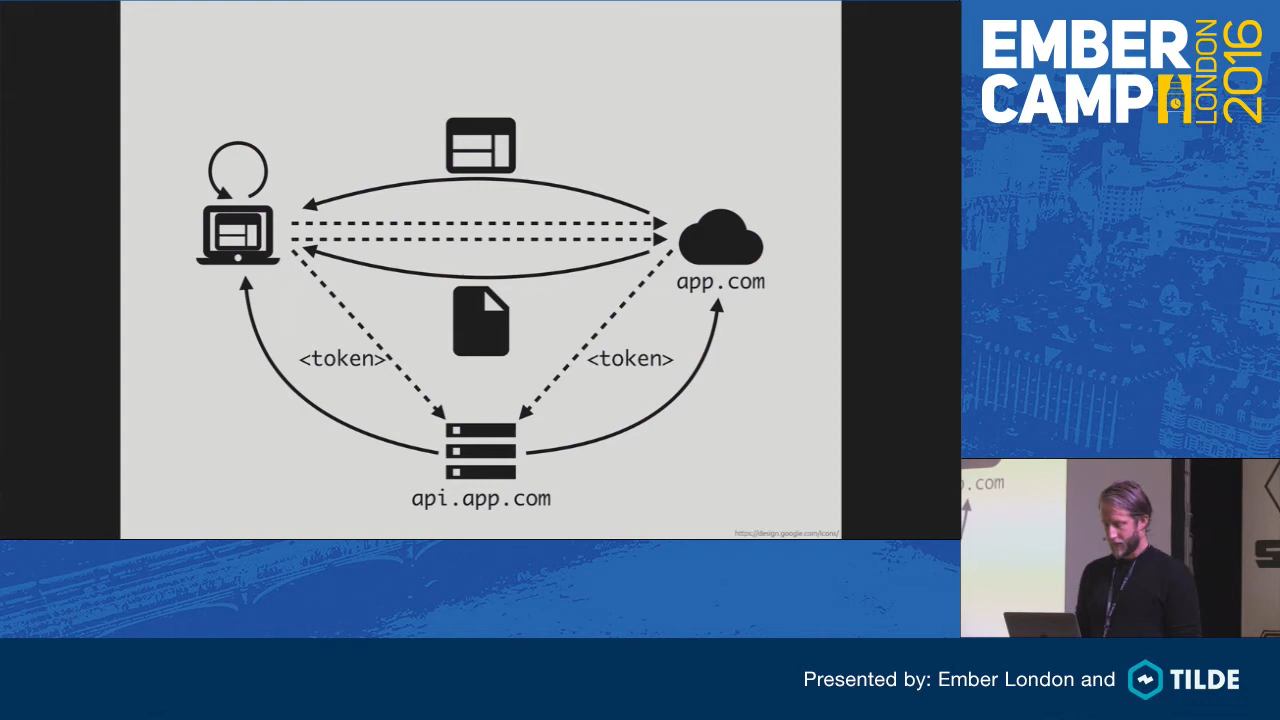 EMBER
CAMP
LONDON
2016
app.com
<token>
<token>
api.app.com
https://design.google.com/icons/
p.com
Presented by: Ember London and
TILDE